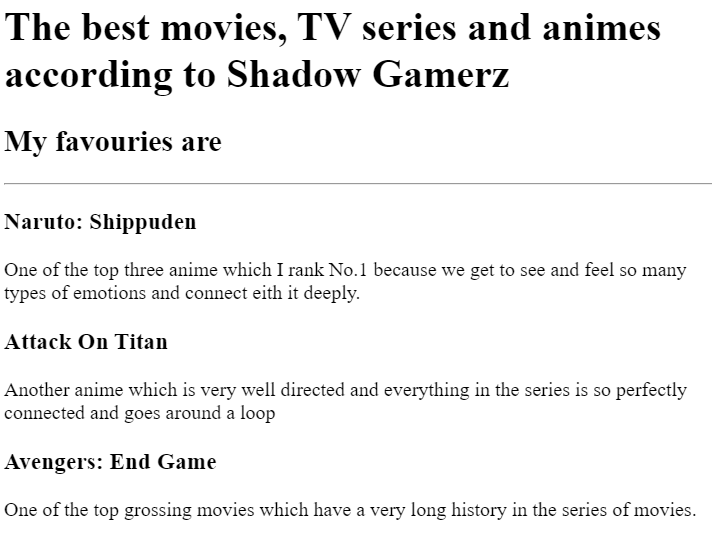 The best movies, TV series and animes
according to Shadow Gamerz
My favouries are
Naruto: Shippuden
One of the top three anime which I rank No.1 because we get to see and feel so many
types of emotions and connect eith it deeply.
Attack On Titan
Another anime which is very well directed and everything in the series is so perfectly
connected and goes around a loop
Avengers: End Game
One of the top grossing movies which have a very long history in the series of movies.